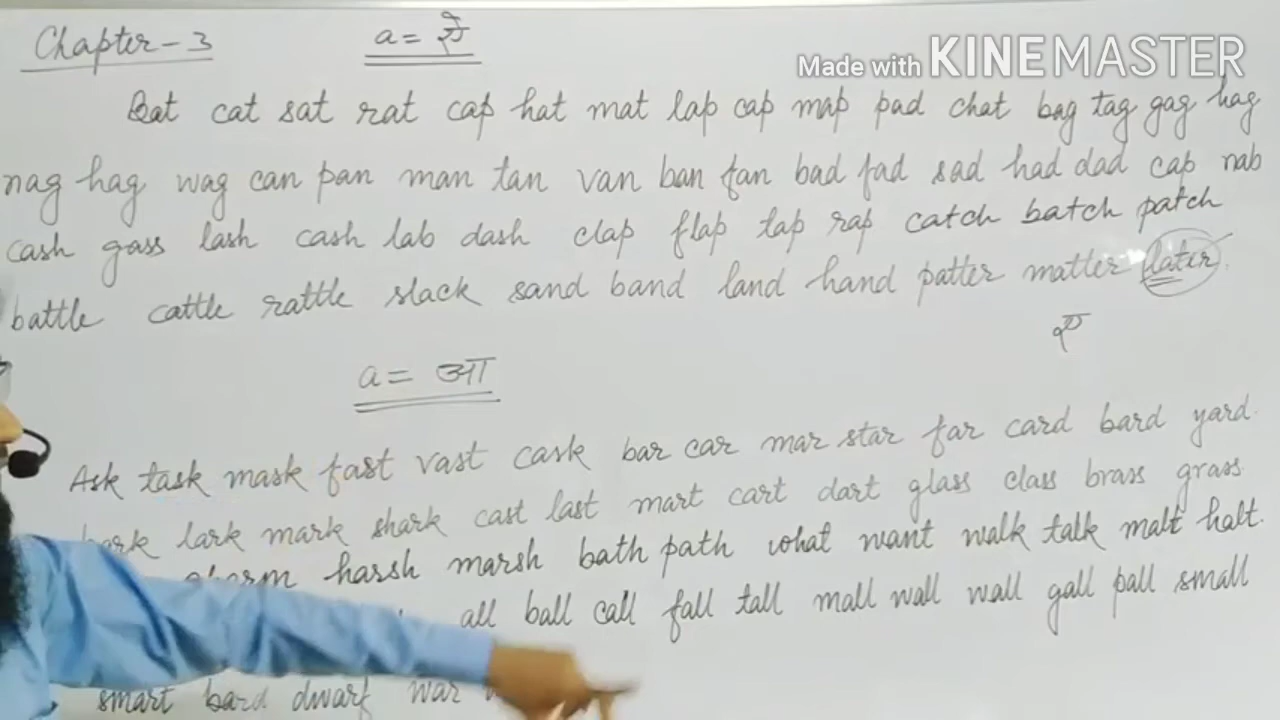 Made with KINEMASTER
Chapter-3 a = ऐ
Bat cat sat rat cap hat mat lap cap map pad chat bag tag gag hag
nag hag wag can pan man tan van ban fan bad fad sad had dad cap nab
cash gass lash cash lab dash clap flap tap rap catch batch patch
battle cattle rattle slack sand band land hand patter matter later
ए
a = आ
Ask task mask fast vast cask bar car mar star far card bard yard
bark lark mark shark cast last mart cart dart glass class brass grass
harsh marsh bath path what want walk talk malt halt
all ball call fall tall mall wall wall gall pall small
smart bard dwarf war